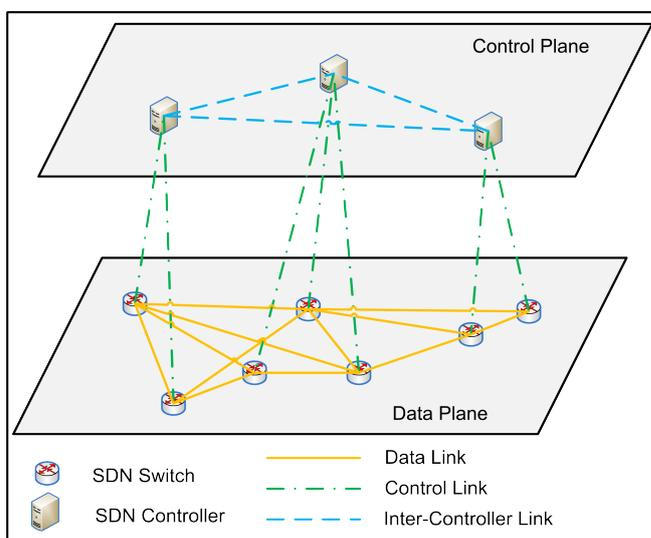 Control Plane
Data Plane
SDN Switch
SDN Controller
Data Link
Control Link
Inter-Controller Link